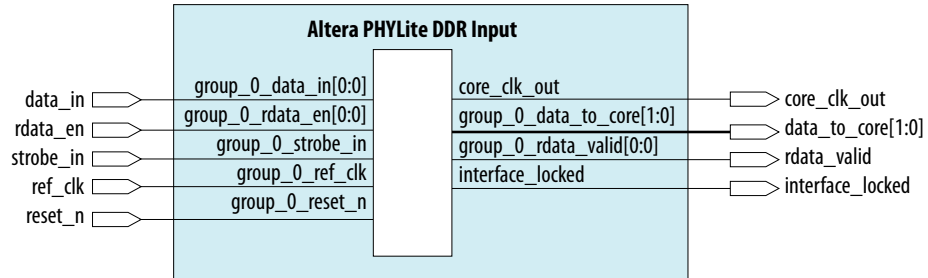 Altera PHYLite DDR Input
data_in
rdata_en
strobe_in
ref_clk
reset_n
group_0_data_in[0:0]
group_0_rdata_en[0:0]
group_0_strobe_in
group_0_ref_clk
group_0_reset_n
core_clk_out
group_0_data_to_core[1:0]
group_0_rdata_valid[0:0]
interface_locked
core_clk_out
data_to_core[1:0]
rdata_valid
interface_locked